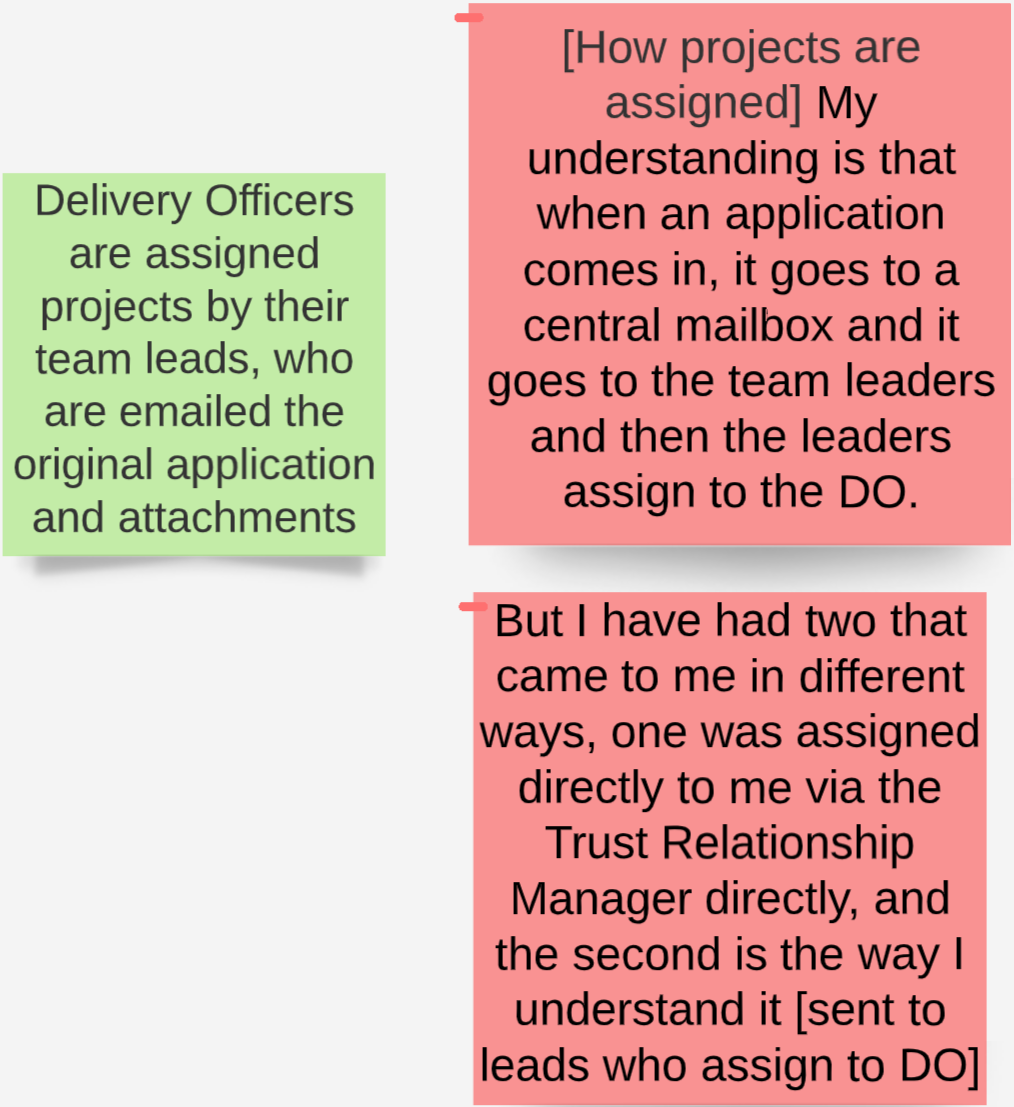 Delivery Officers
are assigned
projects by their
team leads, who
are emailed the
original application
and attachments
[How projects are
assigned] My
understanding is that
when an application
comes in, it goes to a
central mailbox and it
goes to the team leaders
and then the leaders
assign to the DO.
But I have had two that
came to me in different
ways, one was assigned
directly to me via the
Trust Relationship
Manager directly, and
the second is the way I
understand it [sent to
leads who assign to DO]